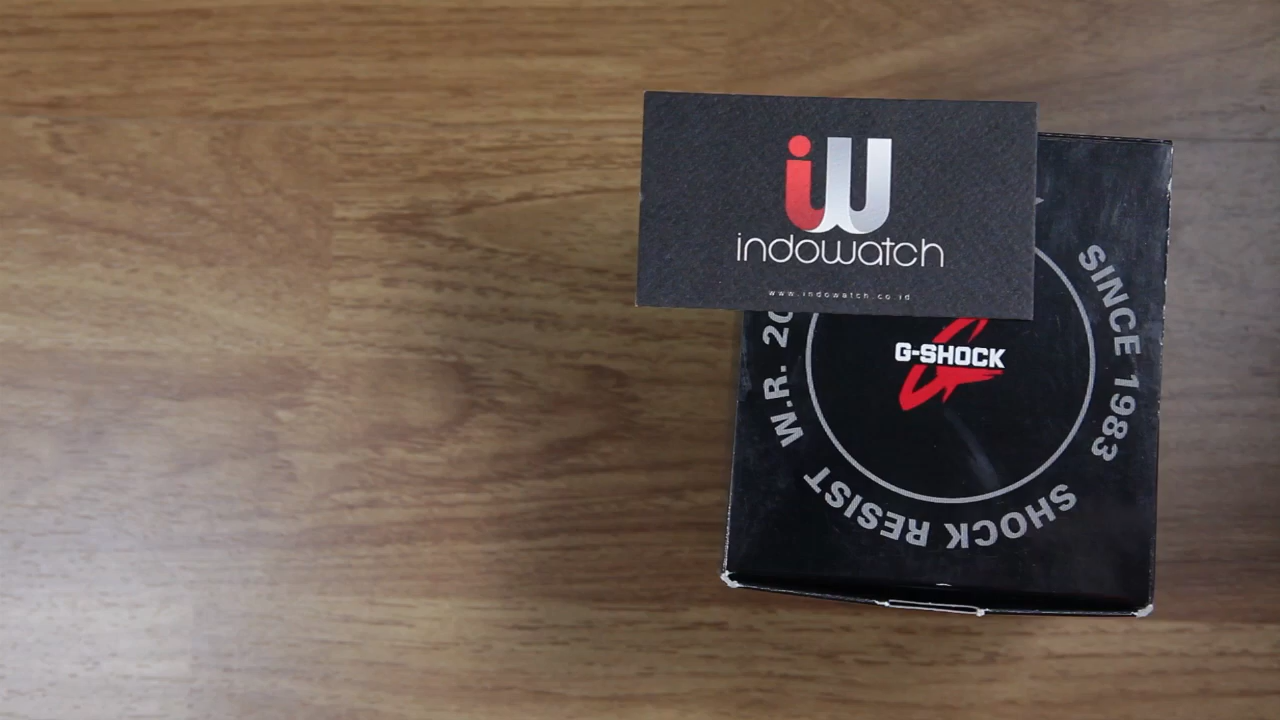 iW
indowatch
www.indowatch.co.id
G-SHOCK
SINCE 1983
SHOCK RESIST
W.R. 20